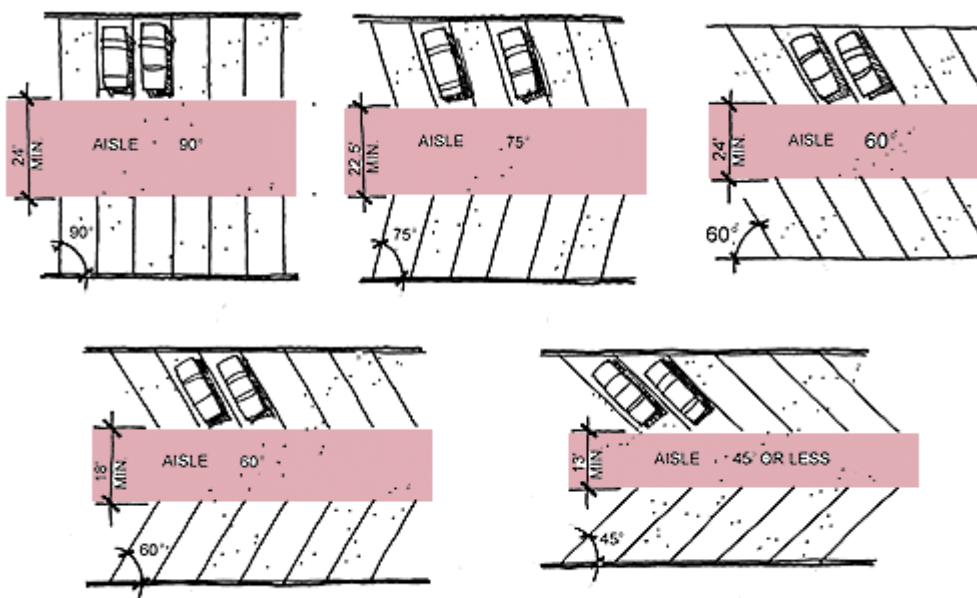 AISLE 90°
24'
MIN.
90°
AISLE 75°
22.5'
MIN.
75°
AISLE 60°
24'
MIN.
60°
AISLE 60°
18'
MIN.
60°
AISLE 45° OR LESS
13'
MIN.
45°